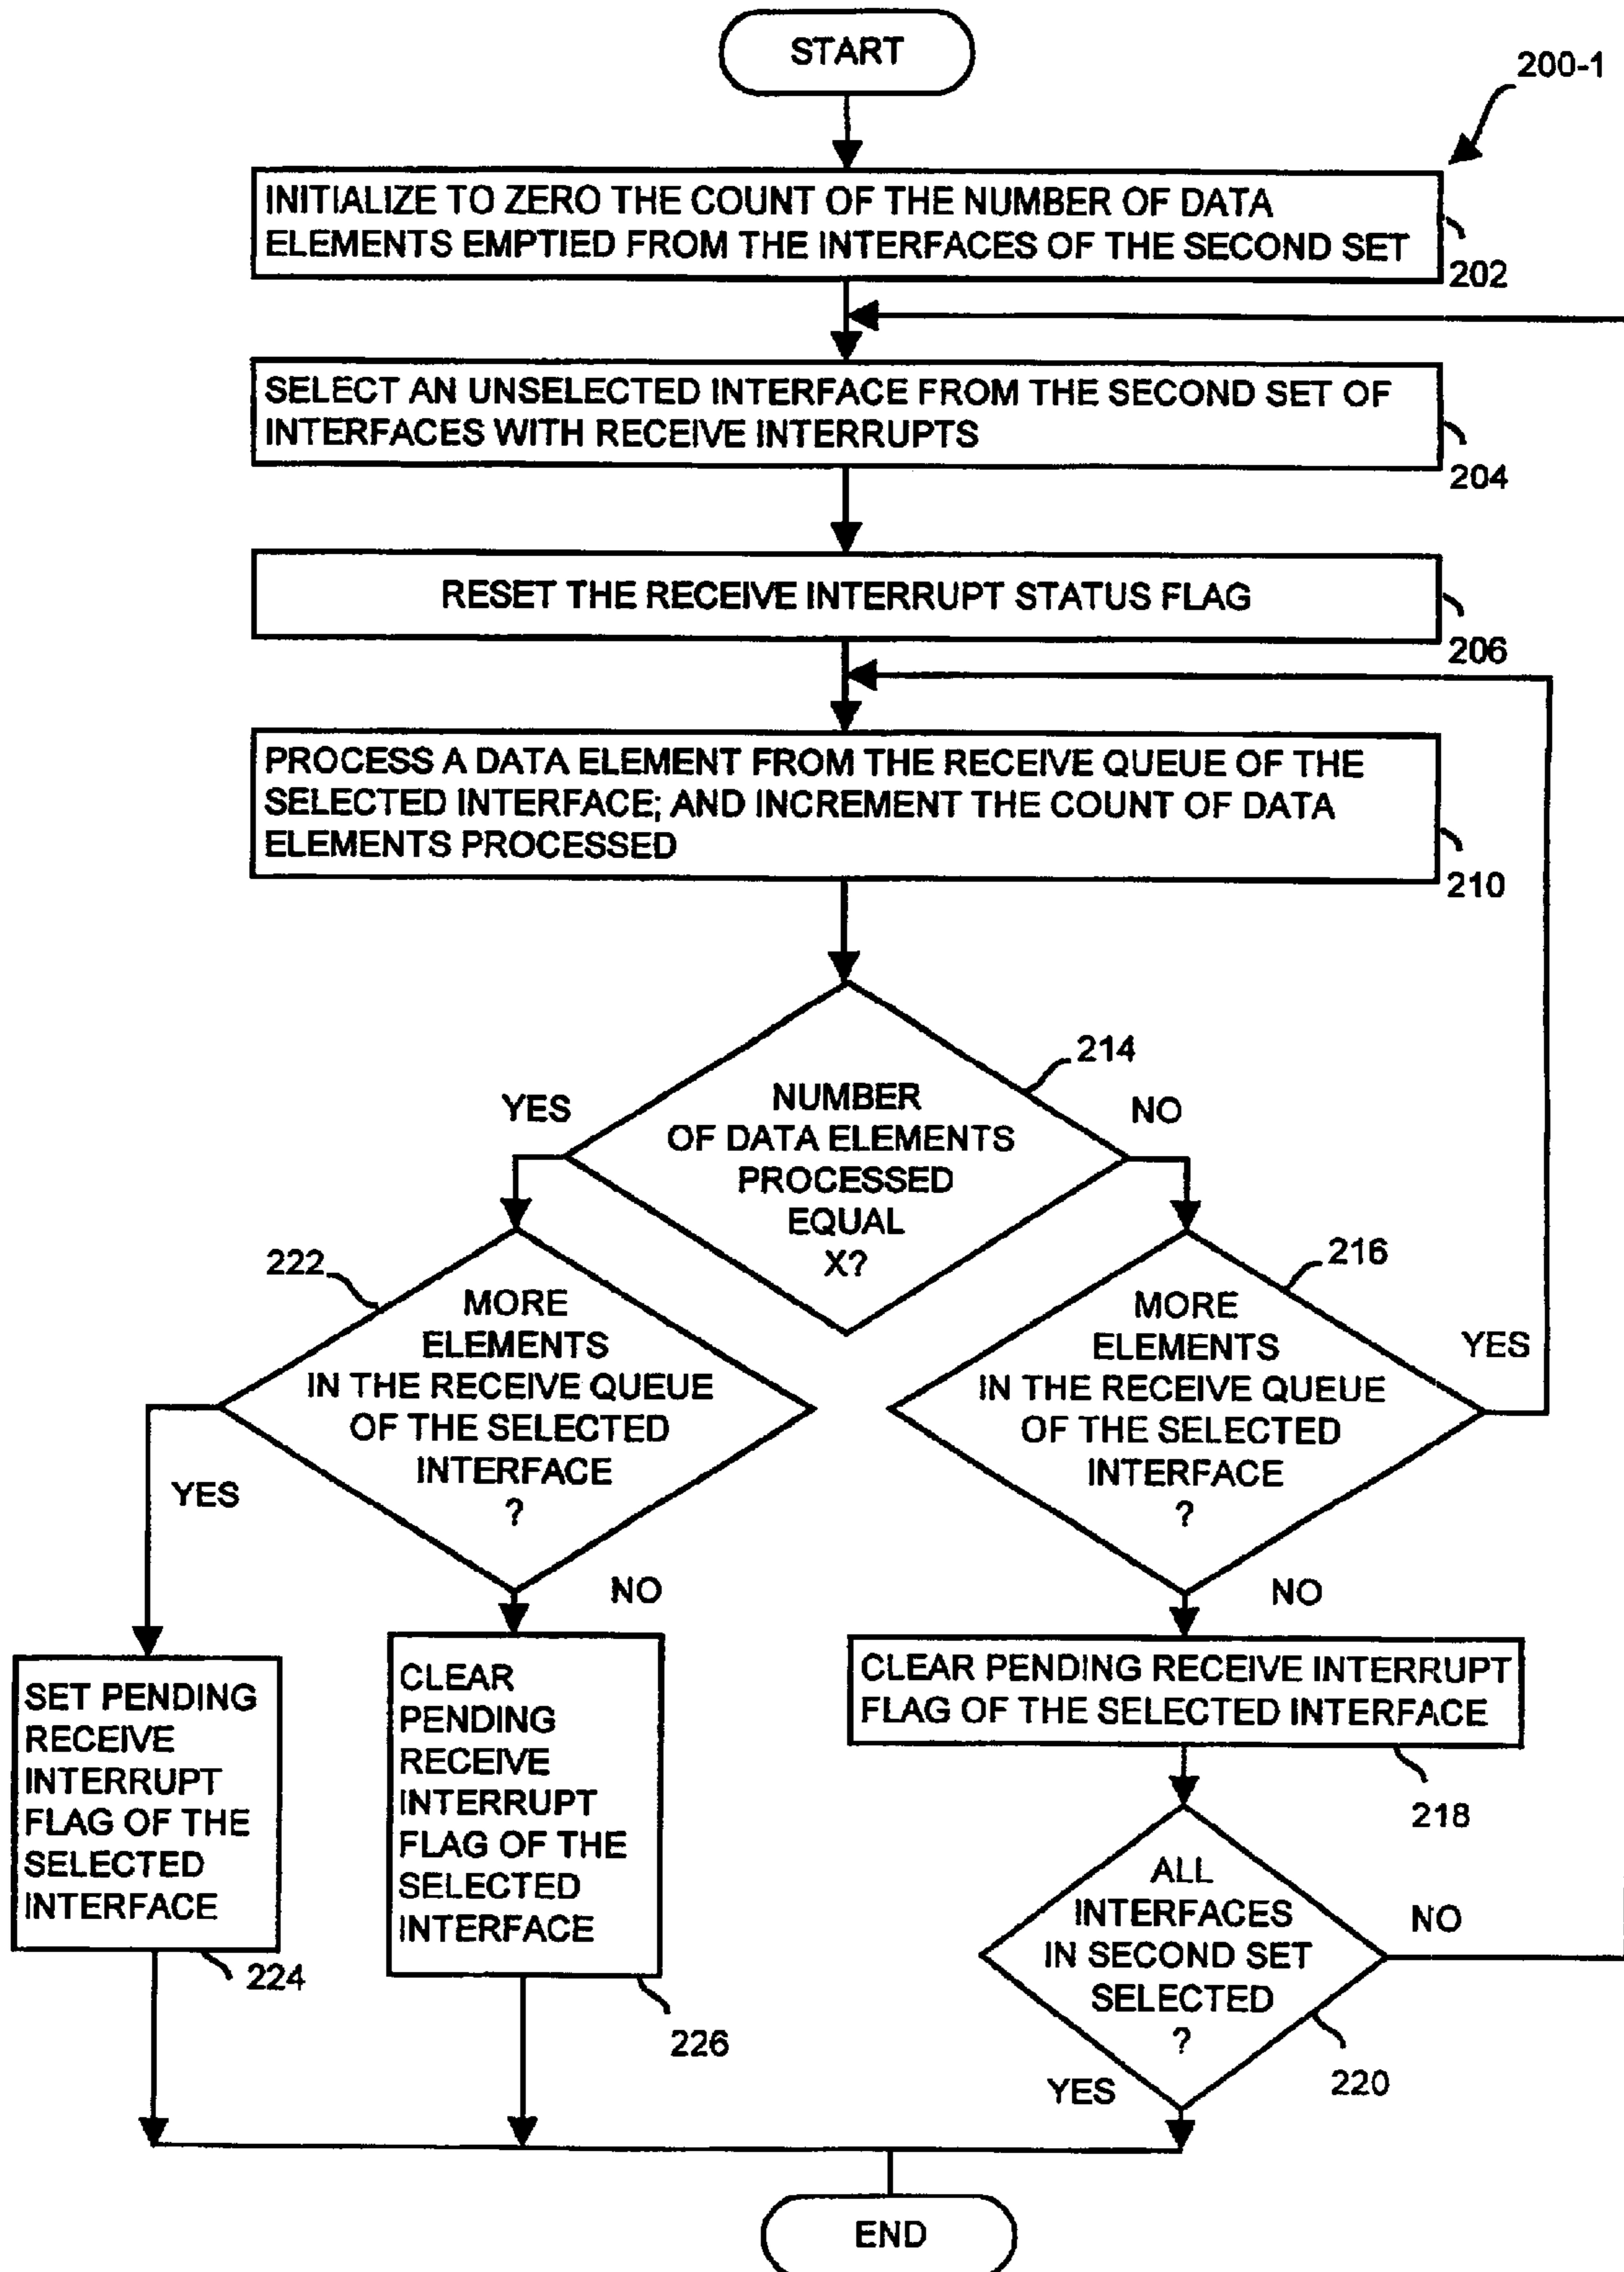 START
200-1
INITIALIZE TO ZERO THE COUNT OF THE NUMBER OF DATA
ELEMENTS EMPTIED FROM THE INTERFACES OF THE SECOND SET
202
SELECT AN UNSELECTED INTERFACE FROM THE SECOND SET OF
INTERFACES WITH RECEIVE INTERRUPTS
204
RESET THE RECEIVE INTERRUPT STATUS FLAG
206
PROCESS A DATA ELEMENT FROM THE RECEIVE QUEUE OF THE
SELECTED INTERFACE; AND INCREMENT THE COUNT OF DATA
ELEMENTS PROCESSED
210
214
YES
NO
NUMBER
OF DATA ELEMENTS
PROCESSED
EQUAL
X?
222
MORE
ELEMENTS
IN THE RECEIVE QUEUE
OF THE SELECTED
INTERFACE
?
YES
NO
216
MORE
ELEMENTS
IN THE RECEIVE QUEUE
OF THE SELECTED
INTERFACE
?
YES
NO
SET PENDING
RECEIVE
INTERRUPT
FLAG OF THE
SELECTED
INTERFACE
224
CLEAR
PENDING
RECEIVE
INTERRUPT
FLAG OF THE
SELECTED
INTERFACE
226
CLEAR PENDING RECEIVE INTERRUPT
FLAG OF THE SELECTED INTERFACE
218
ALL
INTERFACES
IN SECOND SET
SELECTED
?
NO
220
YES
END